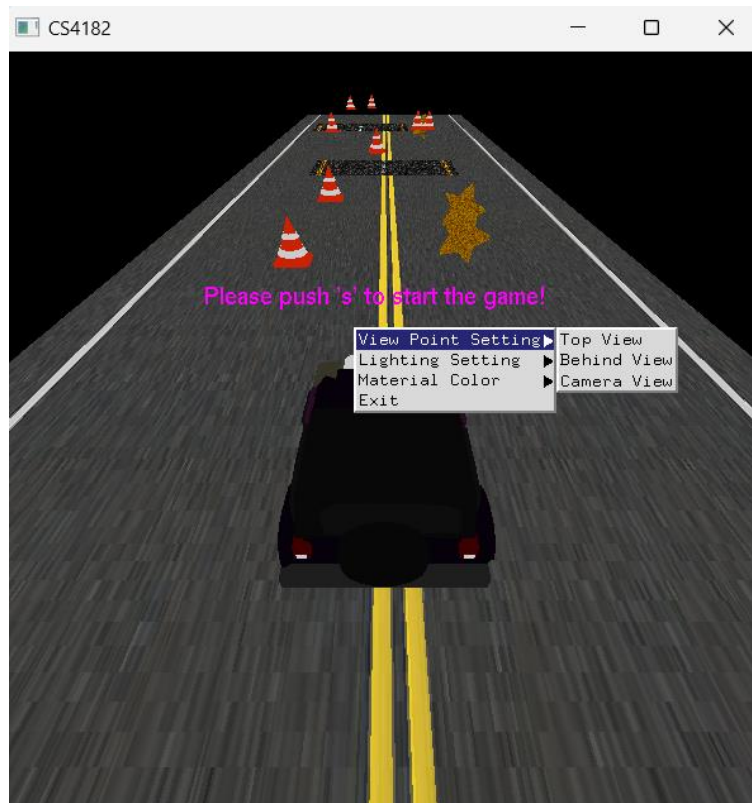 CS4182
Please push 's' to start the game!
View Point Setting
Lighting Setting
Material Color
Exit
Top View
Behind View
Camera View